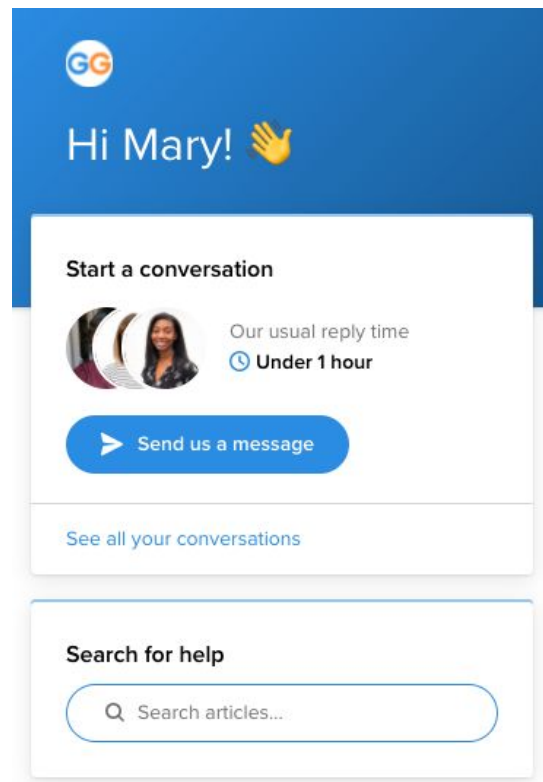 GG
Hi Mary! 👋
Start a conversation
Our usual reply time
Under 1 hour
Send us a message
See all your conversations
Search for help
Search articles...